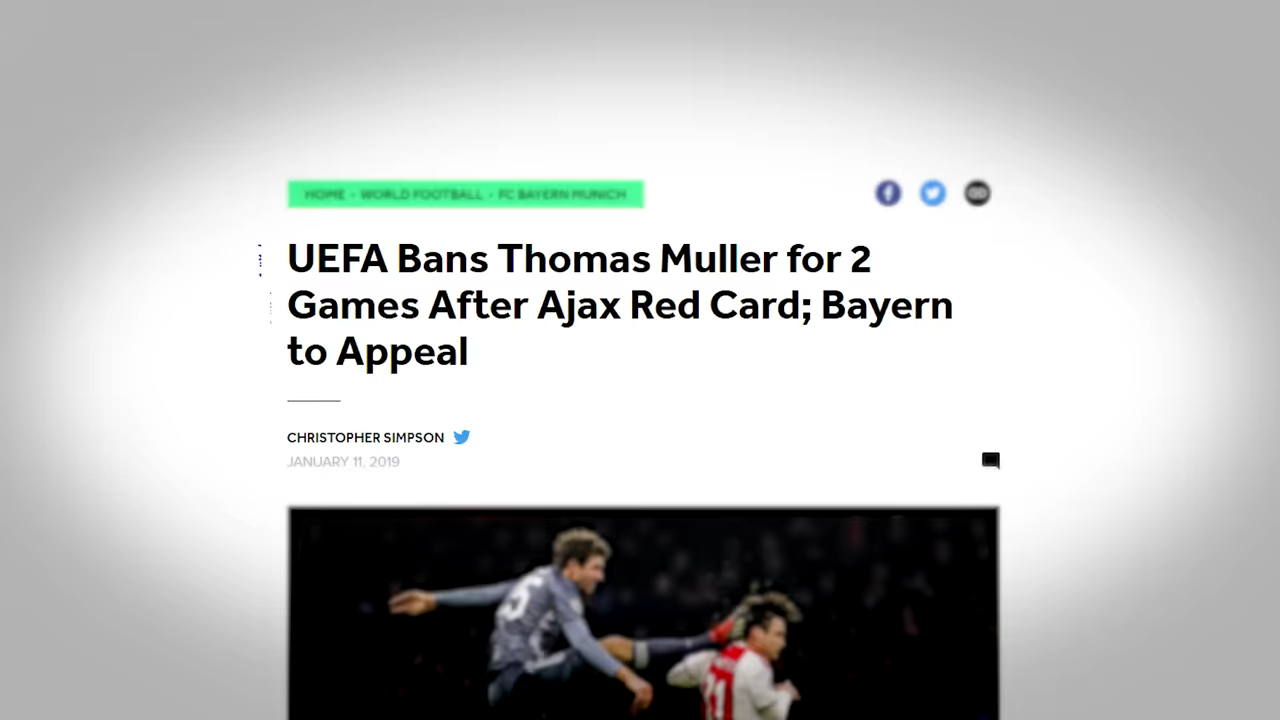 HOME · WORLD FOOTBALL · FC BAYERN MUNICH
UEFA Bans Thomas Muller for 2
Games After Ajax Red Card; Bayern
to Appeal
CHRISTOPHER SIMPSON
JANUARY 11, 2019